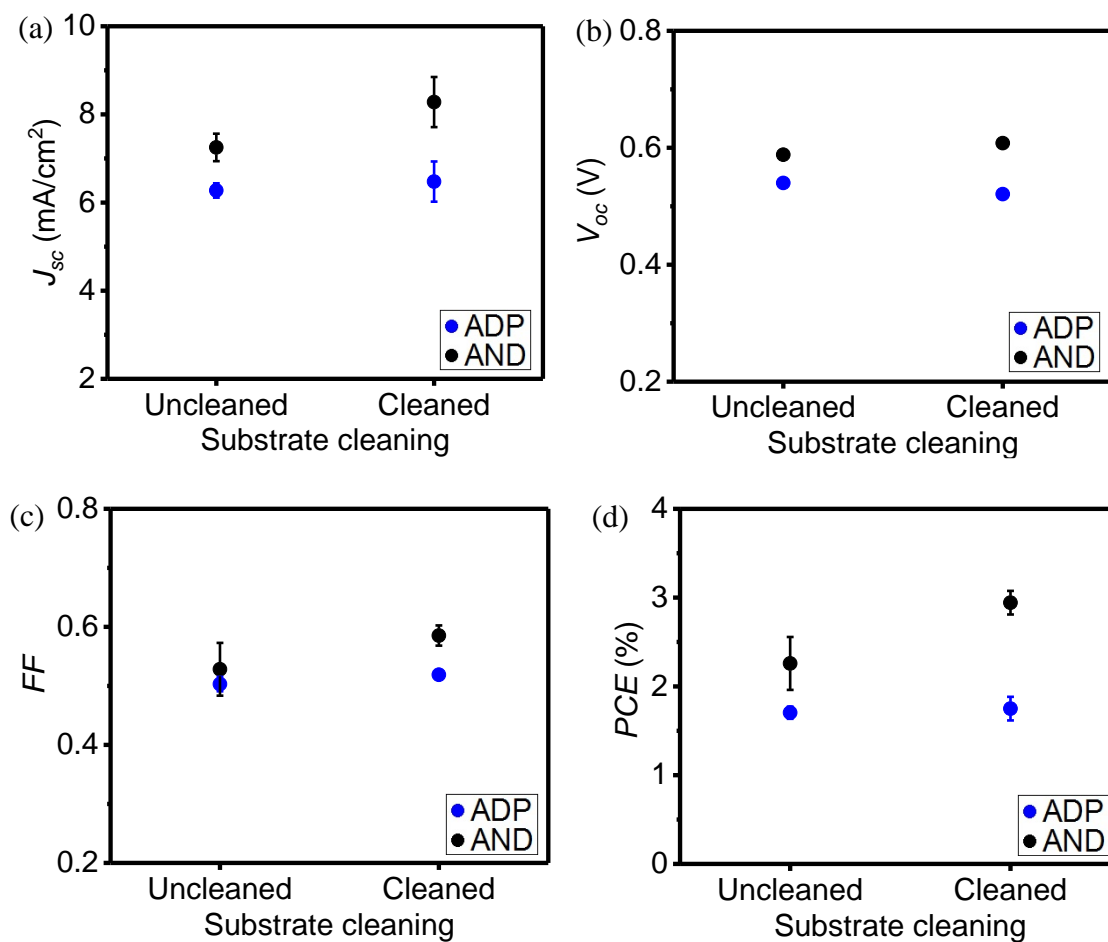 (a)
10
8
6
4
2
J_sc (mA/cm²)
Uncleaned Cleaned
Substrate cleaning
ADP
AND
(b)
0.8
0.6
0.4
0.2
V_oc (V)
Uncleaned Cleaned
Substrate cleaning
ADP
AND
(c)
0.8
0.6
0.4
0.2
FF
Uncleaned Cleaned
Substrate cleaning
ADP
AND
(d)
4
3
2
1
0
PCE (%)
Uncleaned Cleaned
Substrate cleaning
ADP
AND